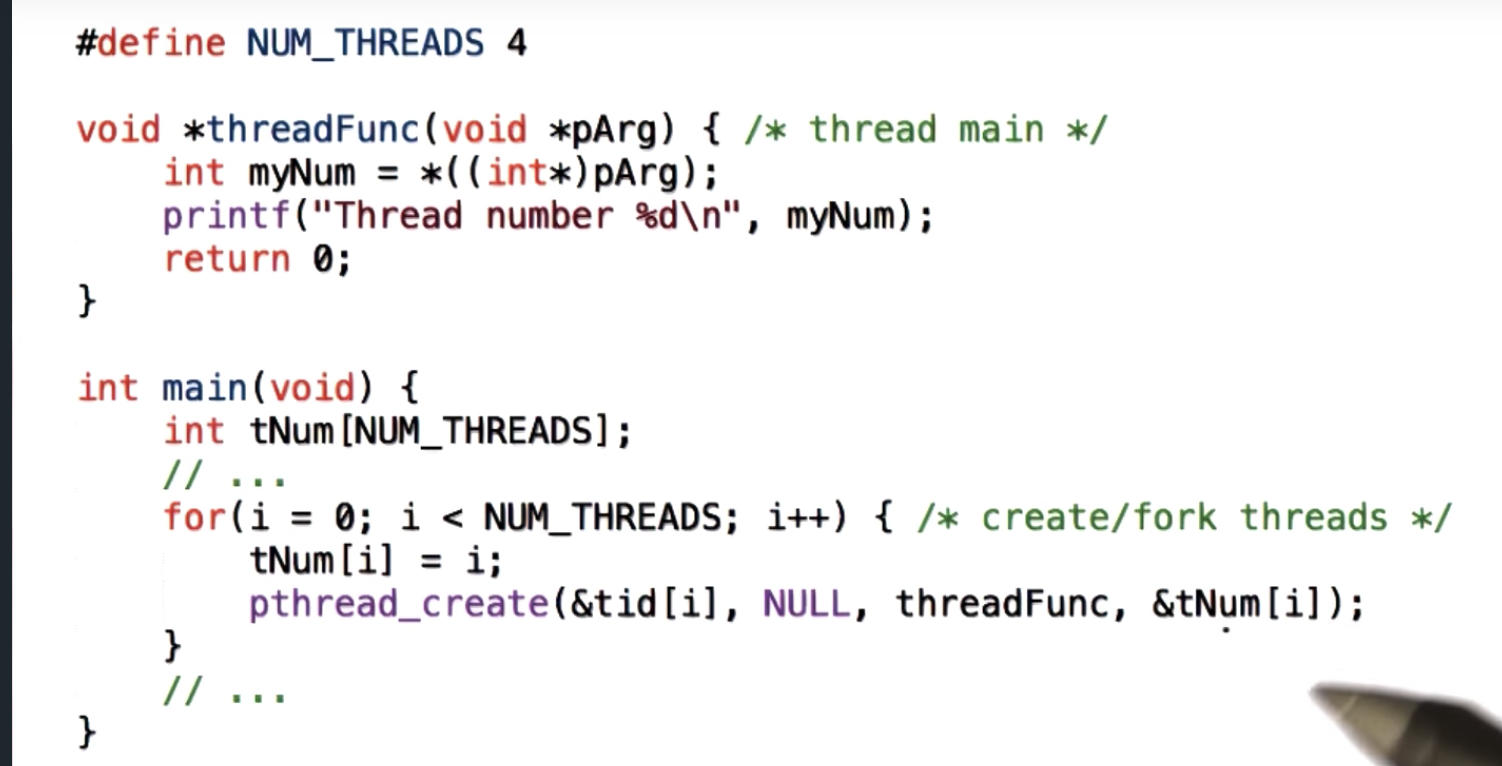 #define NUM_THREADS 4
void *threadFunc(void *pArg) { /* thread main */
int myNum = *((int*)pArg);
printf("Thread number %d\n", myNum);
return 0;
}
int main(void) {
int tNum[NUM_THREADS];
// ...
for(i = 0; i < NUM_THREADS; i++) { /* create/fork threads */
tNum[i] = i;
pthread_create(&tid[i], NULL, threadFunc, &tNum[i]);
}
// ...
}